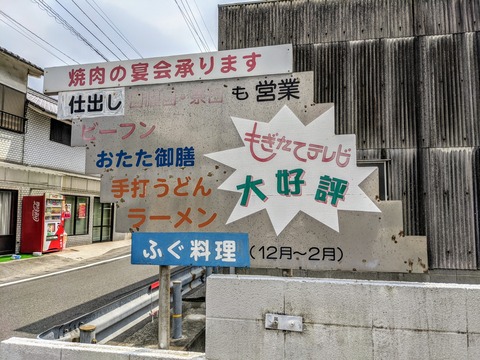 焼肉の宴会承ります
仕出し
も営業
ビーフン
おたた御膳
手打うどん
ラーメン
もぎたてテレビ
大好評
ふぐ料理
(12月〜2月)